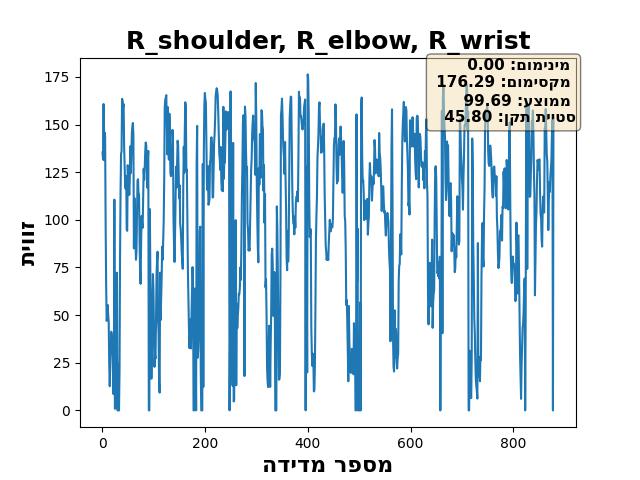 R_shoulder, R_elbow, R_wrist
מינימום: 0.00
מקסימום: 176.29
ממוצע: 99.69
סטיית תקן: 45.80
175
150
125
100
75
50
25
0
זווית
0 200 400 600 800
מספר מדידה